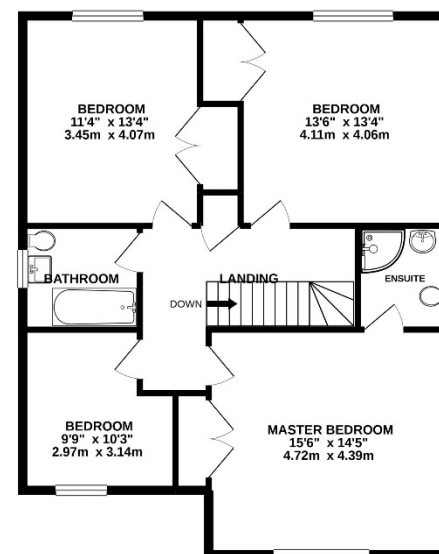 BEDROOM
11'4" x 13'4"
3.45m x 4.07m
BEDROOM
13'6" x 13'4"
4.11m x 4.06m
BATHROOM
LANDING
ENSUITE
DOWN
BEDROOM
9'9" x 10'3"
2.97m x 3.14m
MASTER BEDROOM
15'6" x 14'5"
4.72m x 4.39m